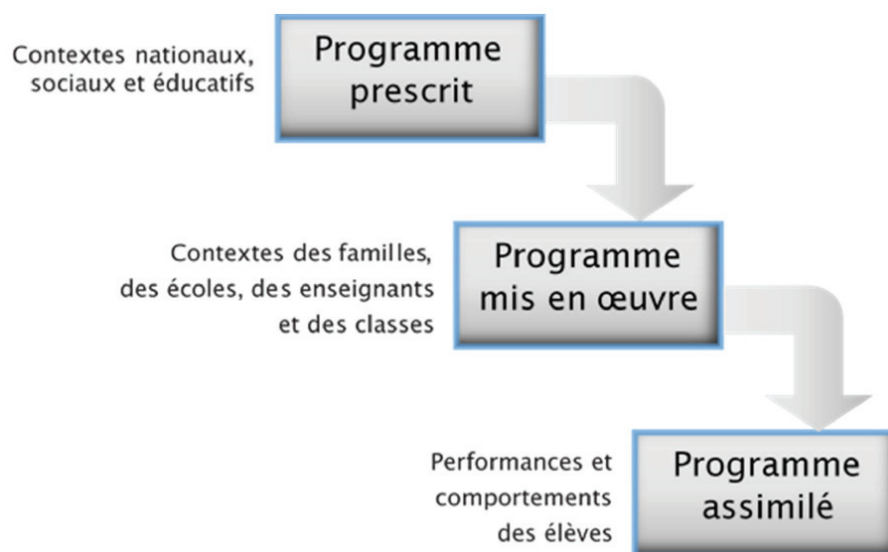 Contextes nationaux,
sociaux et éducatifs
Programme
prescrit
Contextes des familles,
des écoles, des enseignants
et des classes
Programme
mis en œuvre
Performances et
comportements
des élèves
Programme
assimilé